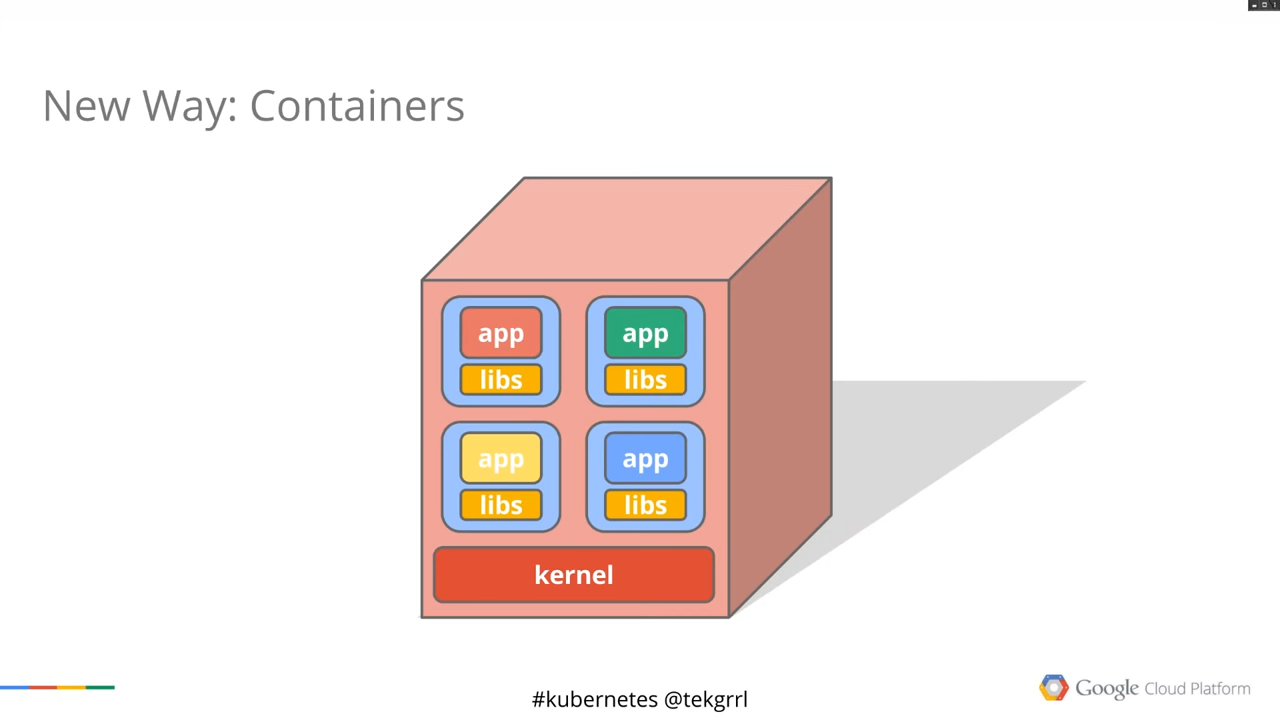 New Way: Containers
app
app
libs
libs
app
app
libs
libs
kernel
#kubernetes @tekgrrl
Google Cloud Platform